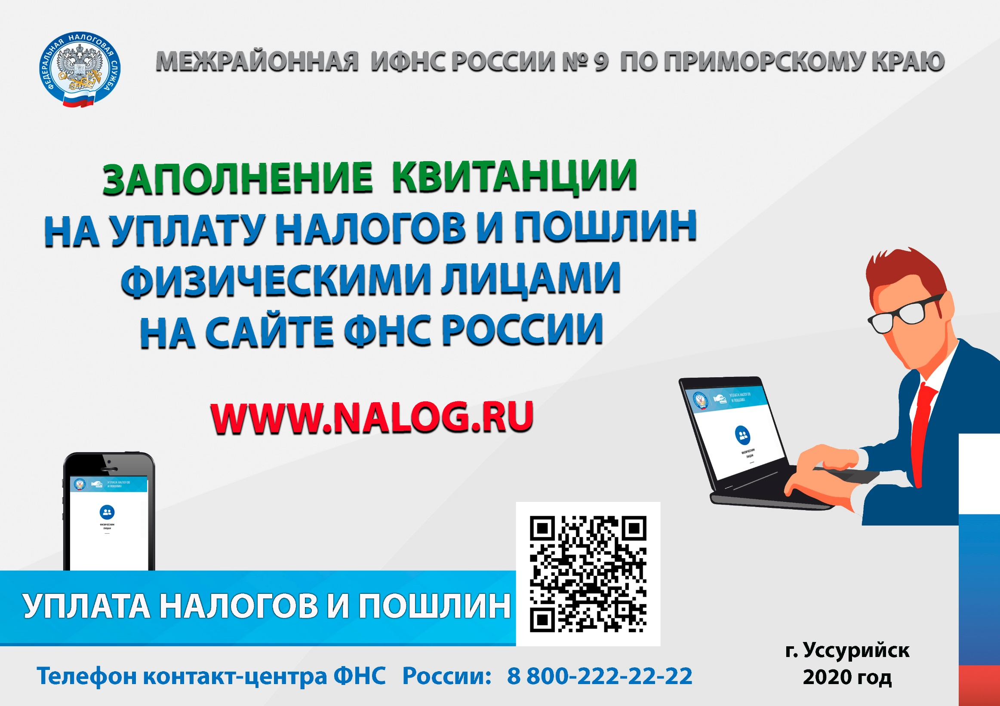 ФЕДЕРАЛЬНАЯ НАЛОГОВАЯ СЛУЖБА
МЕЖРАЙОННАЯ ИФНС РОССИИ № 9 ПО ПРИМОРСКОМУ КРАЮ
ЗАПОЛНЕНИЕ КВИТАНЦИИ
НА УПЛАТУ НАЛОГОВ И ПОШЛИН
ФИЗИЧЕСКИМИ ЛИЦАМИ
НА САЙТЕ ФНС РОССИИ
WWW.NALOG.RU
УПЛАТА НАЛОГОВ
И ПОШЛИН
ФИЗИЧЕСКИМ
ЛИЦАМ
УПЛАТА НАЛОГОВ
И ПОШЛИН
ФИЗИЧЕСКИМ
ЛИЦАМ
УПЛАТА НАЛОГОВ И ПОШЛИН
Телефон контакт-центра ФНС России: 8 800-222-22-22
г. Уссурийск
2020 год